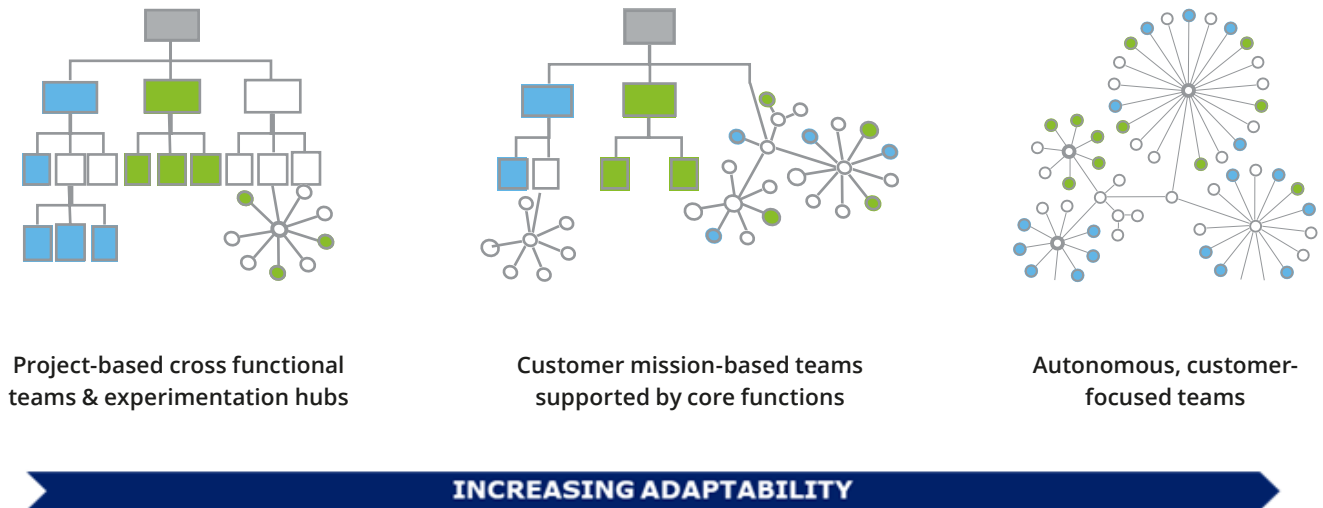 Project-based cross functional
teams & experimentation hubs
Customer mission-based teams
supported by core functions
Autonomous, customer-
focused teams
INCREASING ADAPTABILITY